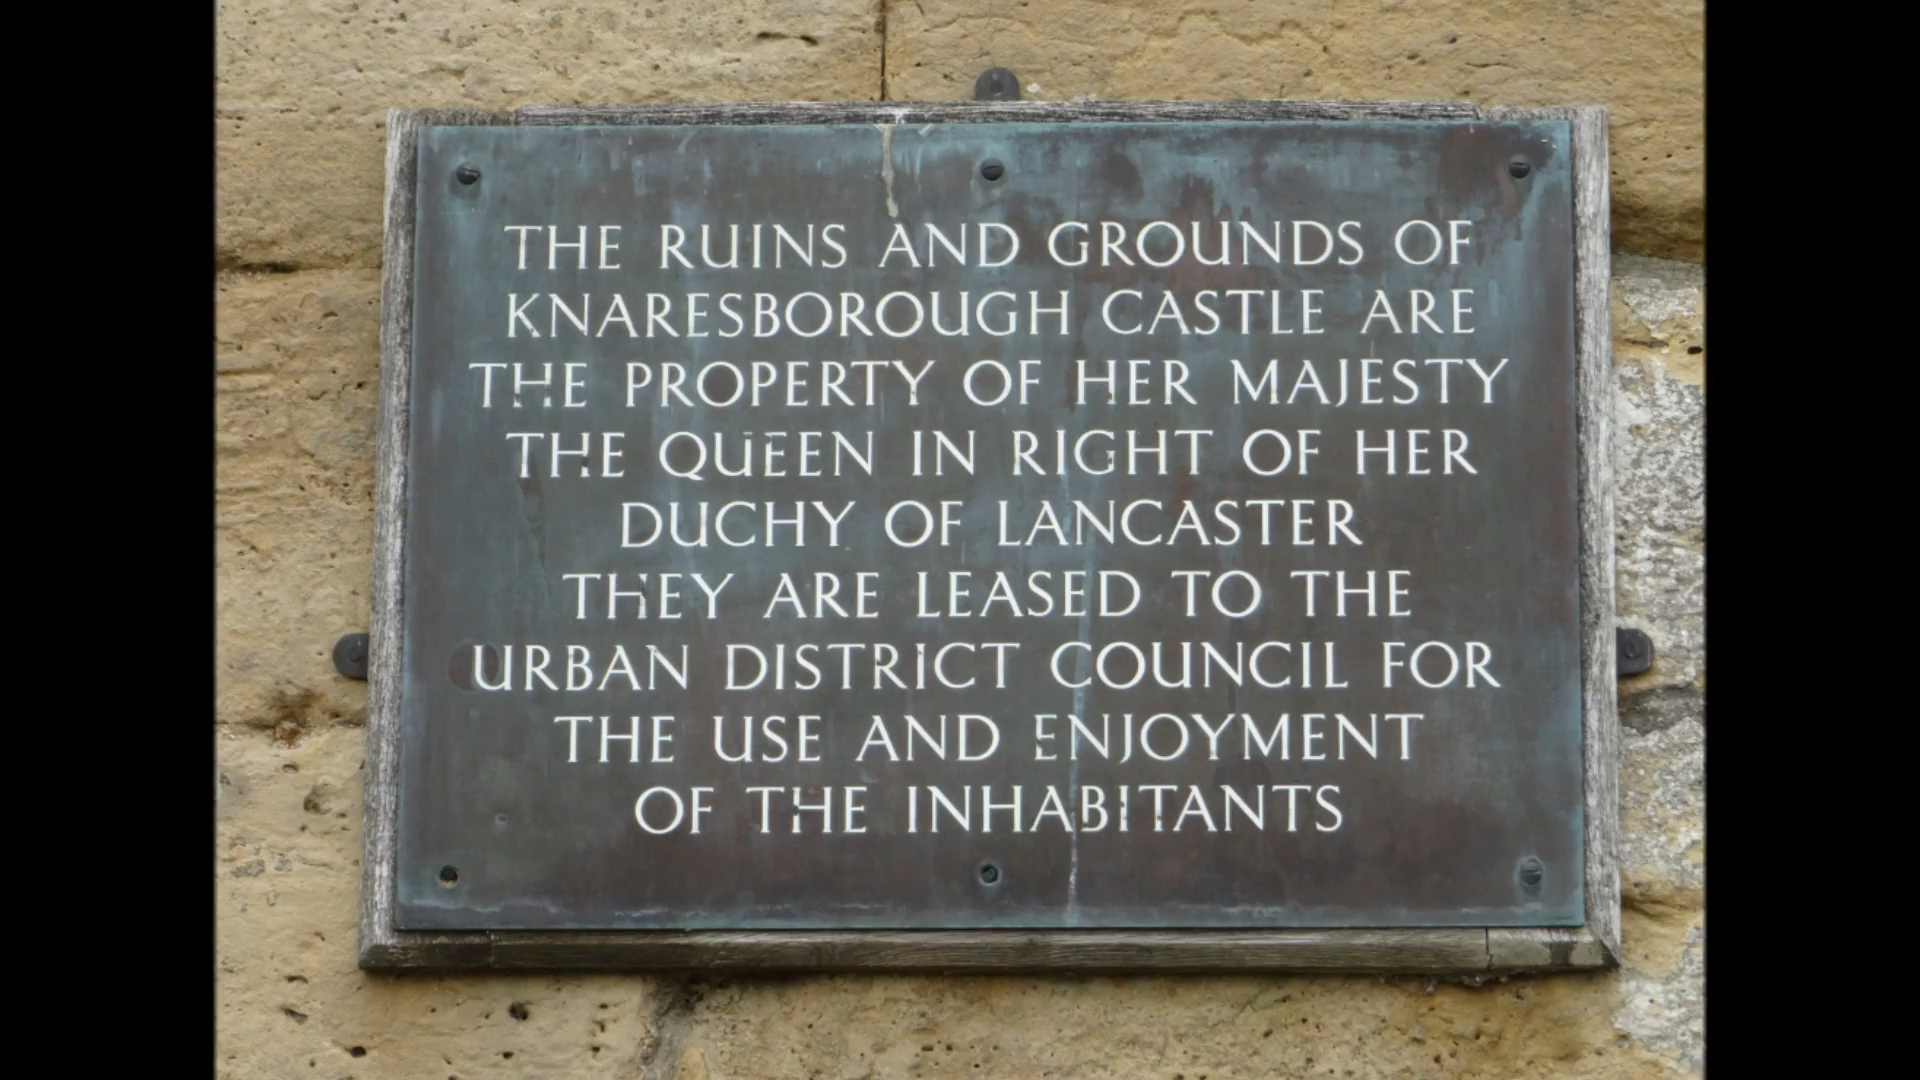 THE RUINS AND GROUNDS OF
KNARESBOROUGH CASTLE ARE
THE PROPERTY OF HER MAJESTY
THE QUEEN IN RIGHT OF HER
DUCHY OF LANCASTER
THEY ARE LEASED TO THE
URBAN DISTRICT COUNCIL FOR
THE USE AND ENJOYMENT
OF THE INHABITANTS